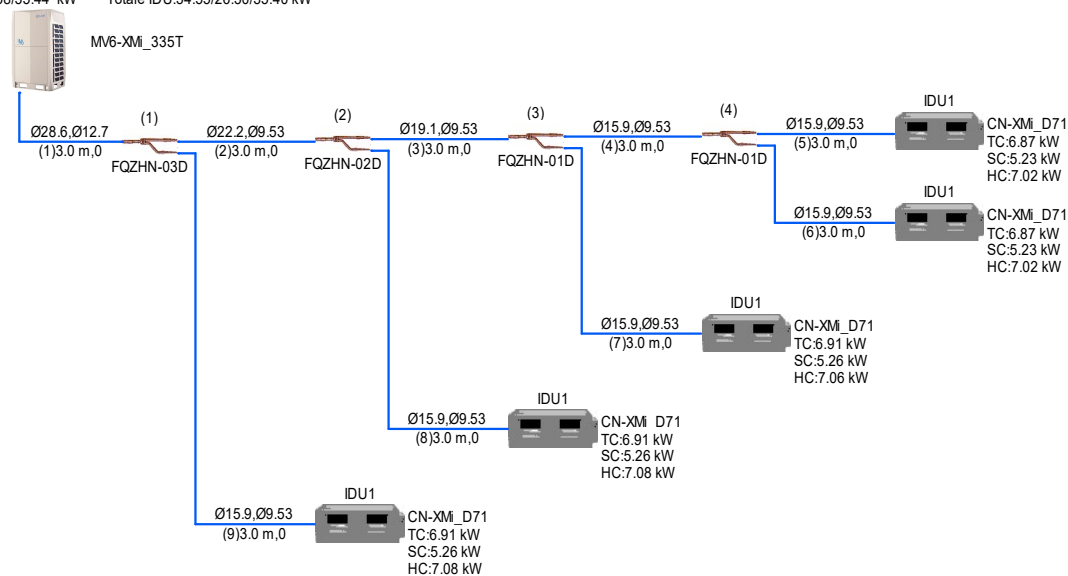 Totale IDU:34.55/26.30/35.40 kW
MV6-XMi_335T
(1)
(2)
(3)
(4)
Ø28.6,Ø12.7
(1)3.0 m,0
FQZHN-03D
Ø22.2,Ø9.53
(2)3.0 m,0
FQZHN-02D
Ø19.1,Ø9.53
(3)3.0 m,0
FQZHN-01D
Ø15.9,Ø9.53
(4)3.0 m,0
FQZHN-01D
Ø15.9,Ø9.53
(5)3.0 m,0
IDU1
CN-XMi_D71
TC:6.87 kW
SC:5.23 kW
HC:7.02 kW
Ø15.9,Ø9.53
(6)3.0 m,0
IDU1
CN-XMi_D71
TC:6.87 kW
SC:5.23 kW
HC:7.02 kW
Ø15.9,Ø9.53
(7)3.0 m,0
IDU1
CN-XMi_D71
TC:6.91 kW
SC:5.26 kW
HC:7.06 kW
Ø15.9,Ø9.53
(8)3.0 m,0
IDU1
CN-XMi D71
TC:6.91 kW
SC:5.26 kW
HC:7.08 kW
Ø15.9,Ø9.53
(9)3.0 m,0
IDU1
CN-XMi_D71
TC:6.91 kW
SC:5.26 kW
HC:7.08 kW